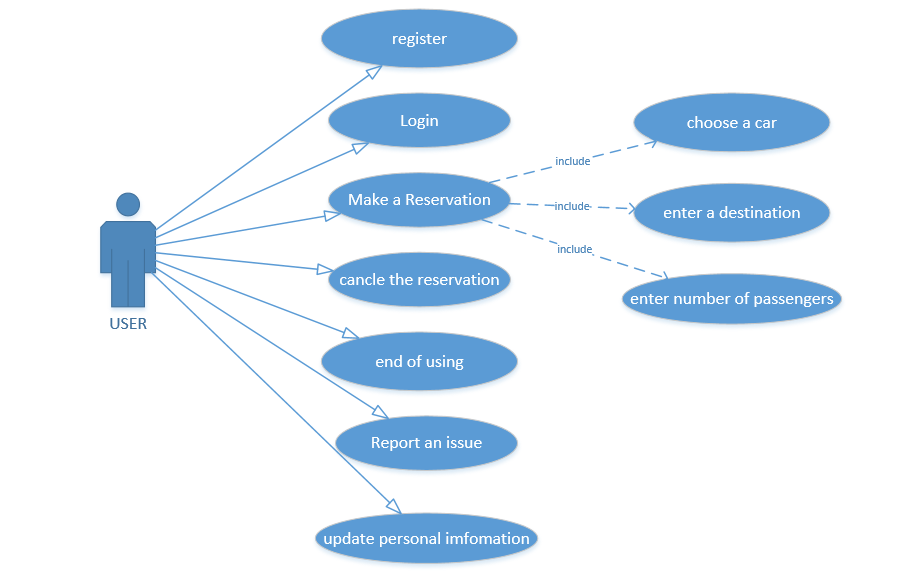 register
Login
choose a car
include
Make a Reservation
include
enter a destination
include
cancle the reservation
enter number of passengers
USER
end of using
Report an issue
update personal imfomation